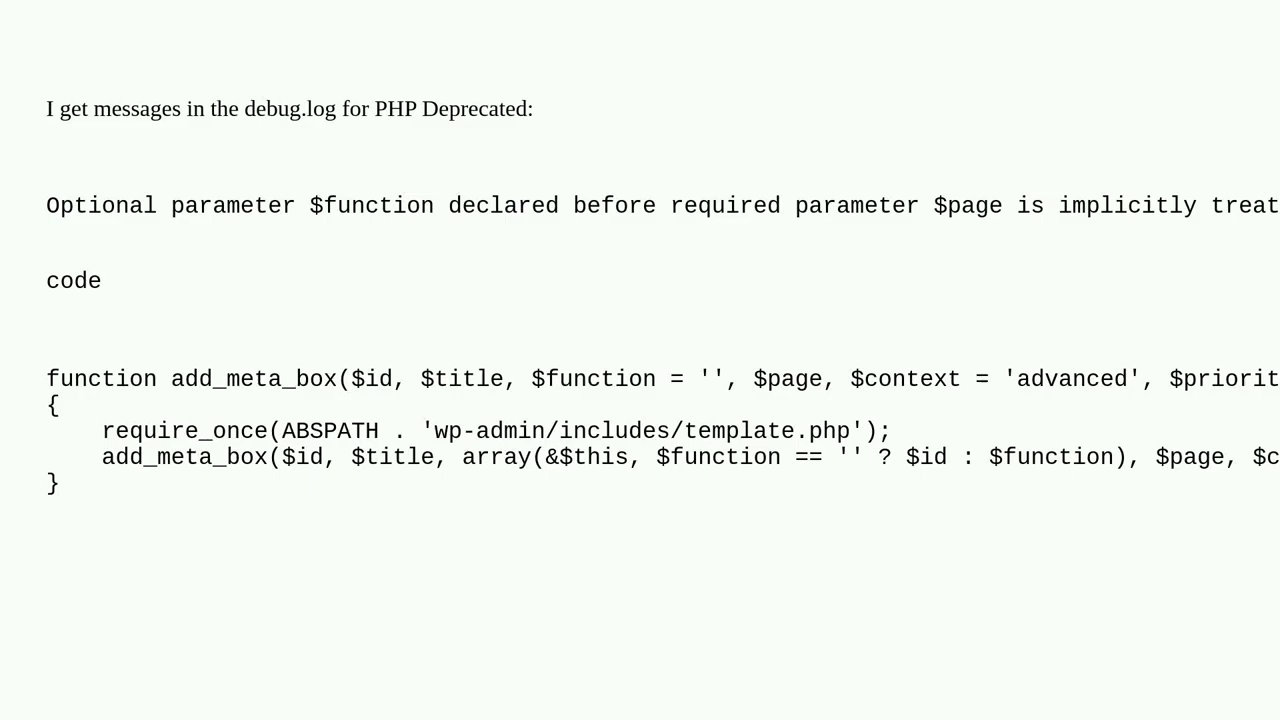 I get messages in the debug.log for PHP Deprecated:
Optional parameter $function declared before required parameter $page is implicitly treat
code
function add_meta_box($id, $title, $function = '', $page, $context = 'advanced', $priorit
{
    require_once(ABSPATH . 'wp-admin/includes/template.php');
    add_meta_box($id, $title, array(&$this, $function == '' ? $id : $function), $page, $c
}